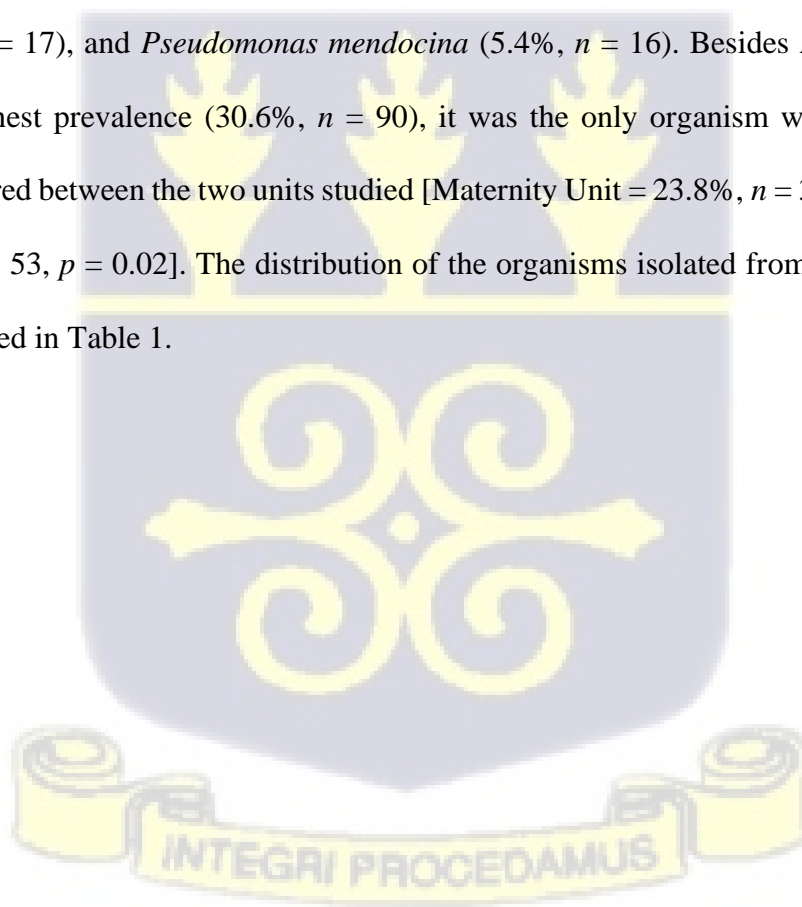 = 17), and Pseudomonas mendocina (5.4%, n = 16). Besides
nest prevalence (30.6%, n = 90), it was the only organism w
red between the two units studied [Maternity Unit = 23.8%, n =
53, p = 0.02]. The distribution of the organisms isolated from
ed in Table 1.
INTEGRI PROCEDAMUS